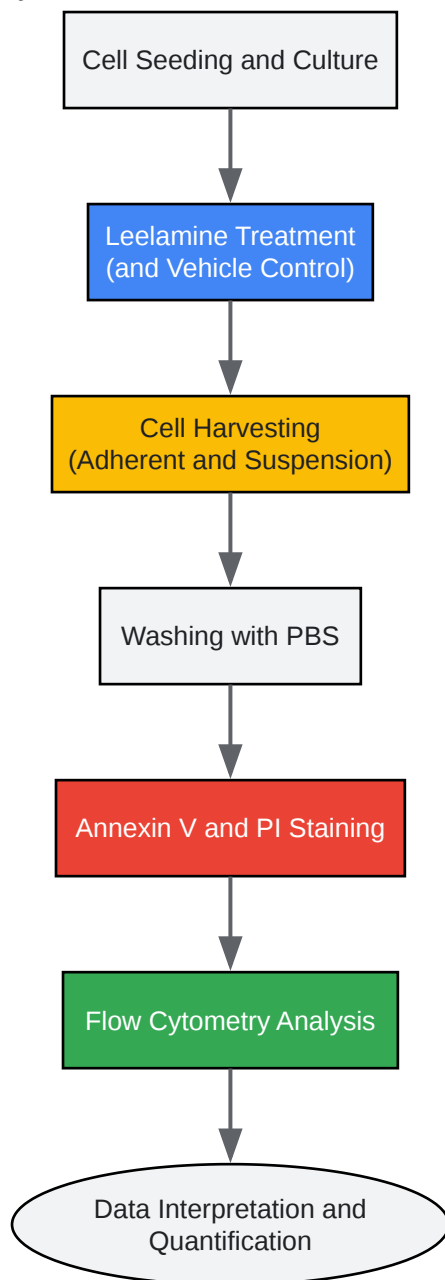 Cell Seeding and Culture
Leelamine Treatment
(and Vehicle Control)
Cell Harvesting
(Adherent and Suspension)
Washing with PBS
Annexin V and PI Staining
Flow Cytometry Analysis
Data Interpretation and
Quantification